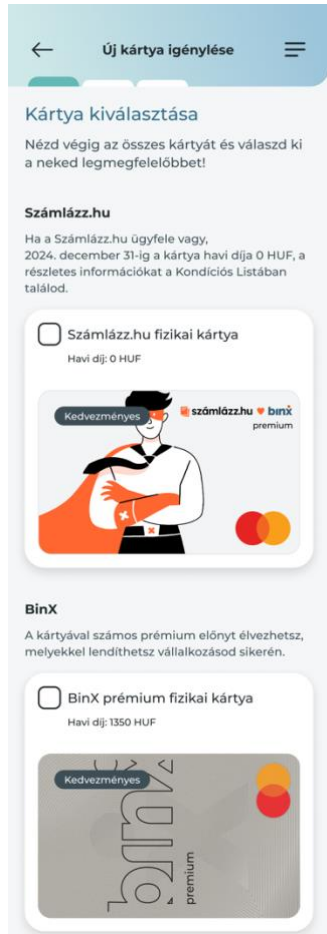 Új kártya igénylése
Kártya kiválasztása
Nézd végig az összes kártyát és válaszd ki
a neked legmegfelelőbbet!
Számlázz.hu
Ha a Számlázz.hu ügyfele vagy,
2024. december 31-ig a kártya havi díja 0 HUF, a
részletes információkat a Kondíciós Listában
találod.
Számlázz.hu fizikai kártya
Havi díj: 0 HUF
Kedvezményes
számlázz.hu binx
premium
BinX
A kártyával számos prémium előnyt élvezhetsz,
melyekkel lendíthetsz vállalkozásod sikerén.
BinX prémium fizikai kártya
Havi díj: 1350 HUF
Kedvezményes
binx
premium